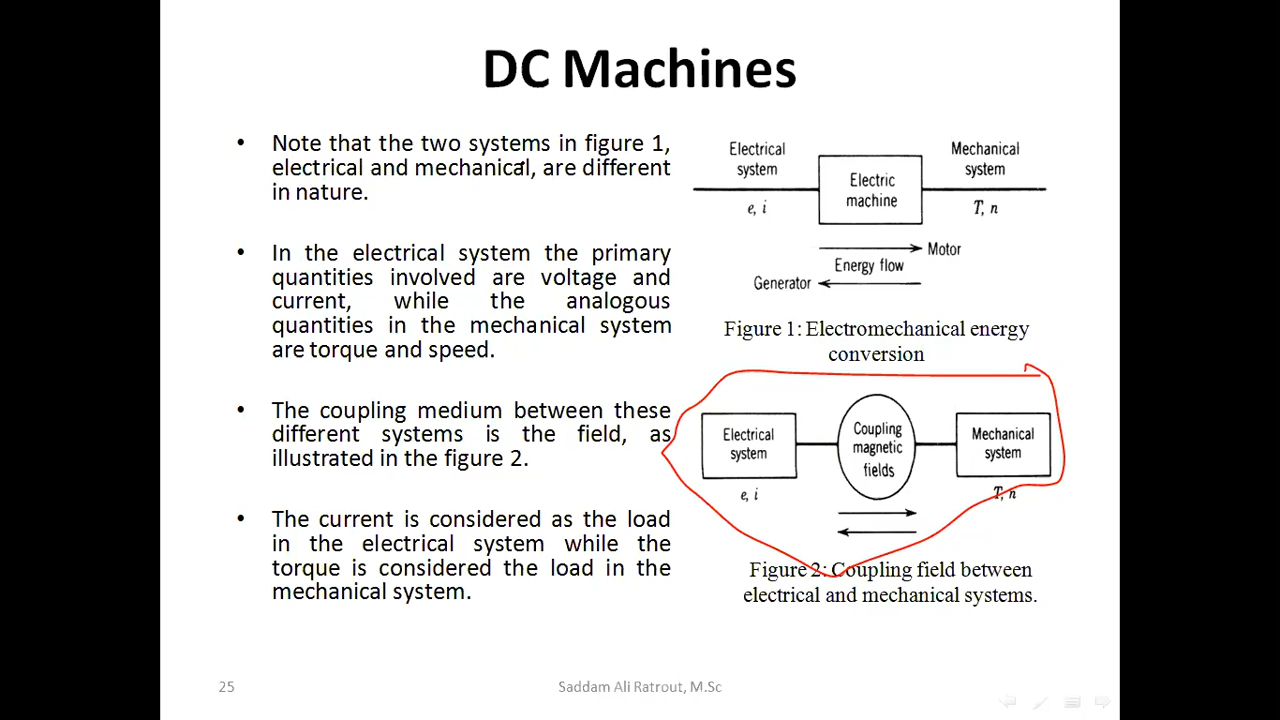 DC Machines
• Note that the two systems in figure 1,
electrical and mechanical, are different
in nature.
• In the electrical system the primary
quantities involved are voltage and
current, while the analogous
quantities in the mechanical system
are torque and speed.
• The coupling medium between these
different systems is the field, as
illustrated in the figure 2.
• The current is considered as the load
in the electrical system while the
torque is considered the load in the
mechanical system.
Electrical
system
e, i
Electric
machine
Mechanical
system
T, n
Motor
Energy flow
Generator
Figure 1: Electromechanical energy
conversion
Electrical
system
e, i
Coupling
magnetic
fields
Mechanical
system
T, n
Figure 2: Coupling field between
electrical and mechanical systems.
25
Saddam Ali Ratrout, M.Sc